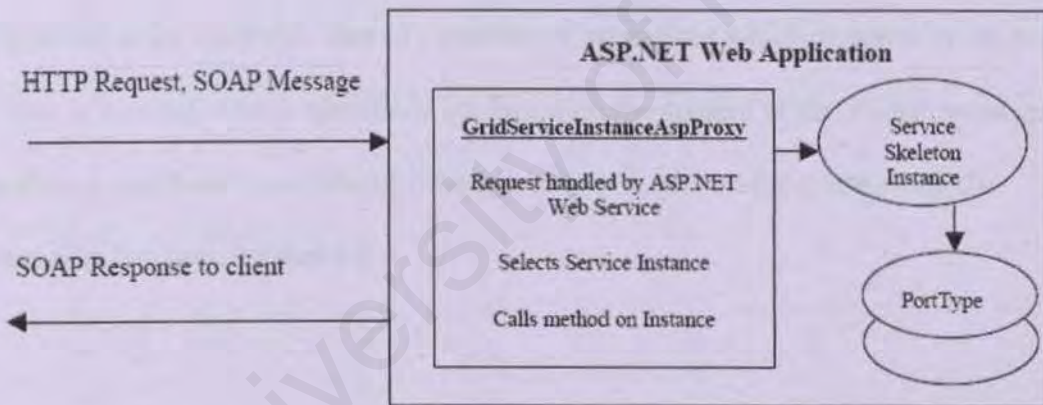 ASP.NET Web Application
HTTP Request, SOAP Message
GridServiceInstanceAspProxy
Request handled by ASP.NET
Web Service
Selects Service Instance
Calls method on Instance
Service
Skeleton
Instance
PortType
SOAP Response to client